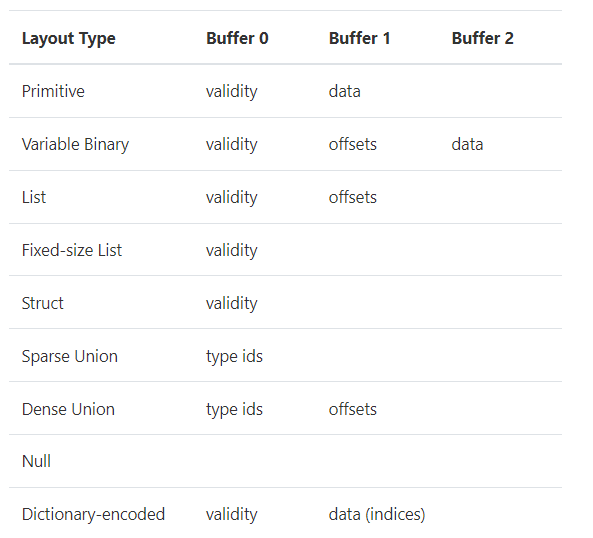 Layout Type Buffer 0 Buffer 1 Buffer 2
Primitive validity data
Variable Binary validity offsets data
List validity offsets
Fixed-size List validity
Struct validity
Sparse Union type ids
Dense Union type ids offsets
Null
Dictionary-encoded validity data (indices)